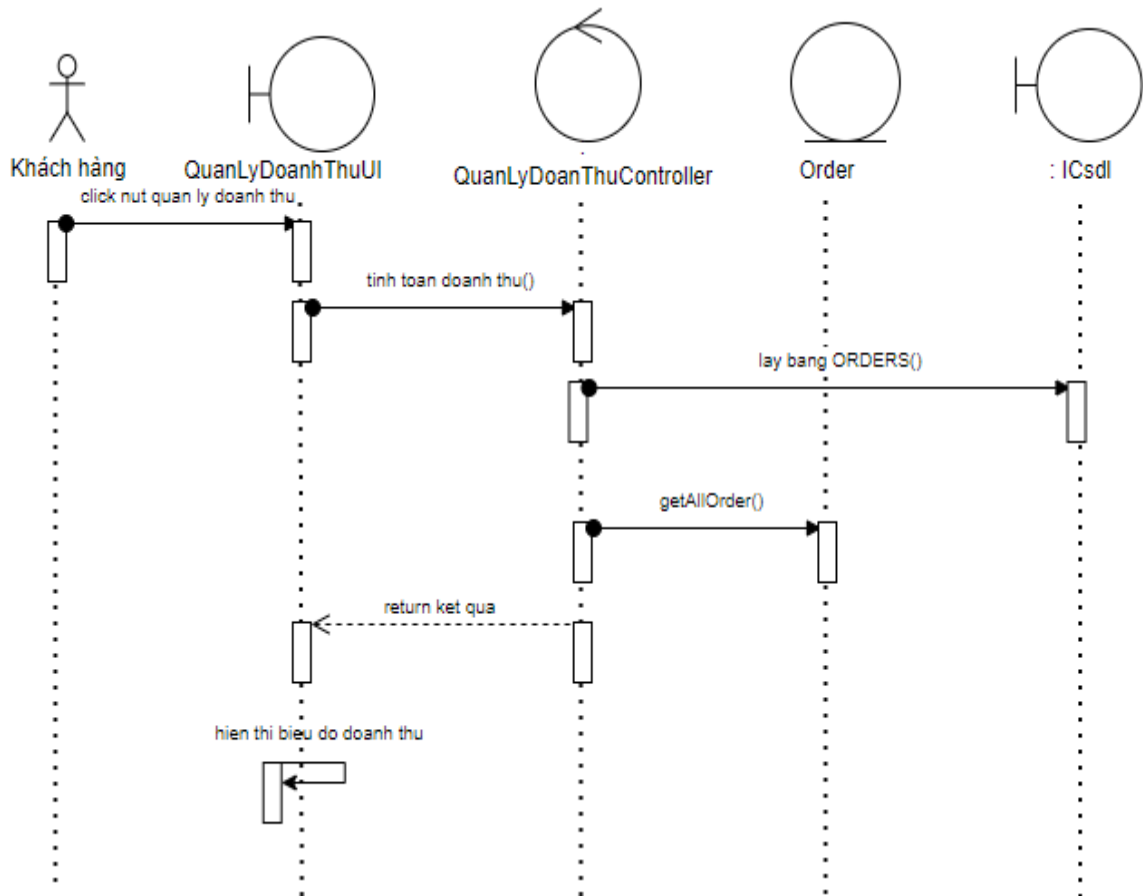 Khách hàng
QuanLyDoanhThuUI
QuanLyDoanThuController
Order
: ICsdl
click nut quan ly doanh thu
tinh toan doanh thu()
lay bang ORDERS()
getAllOrder()
return ket qua
hien thi bieu do doanh thu